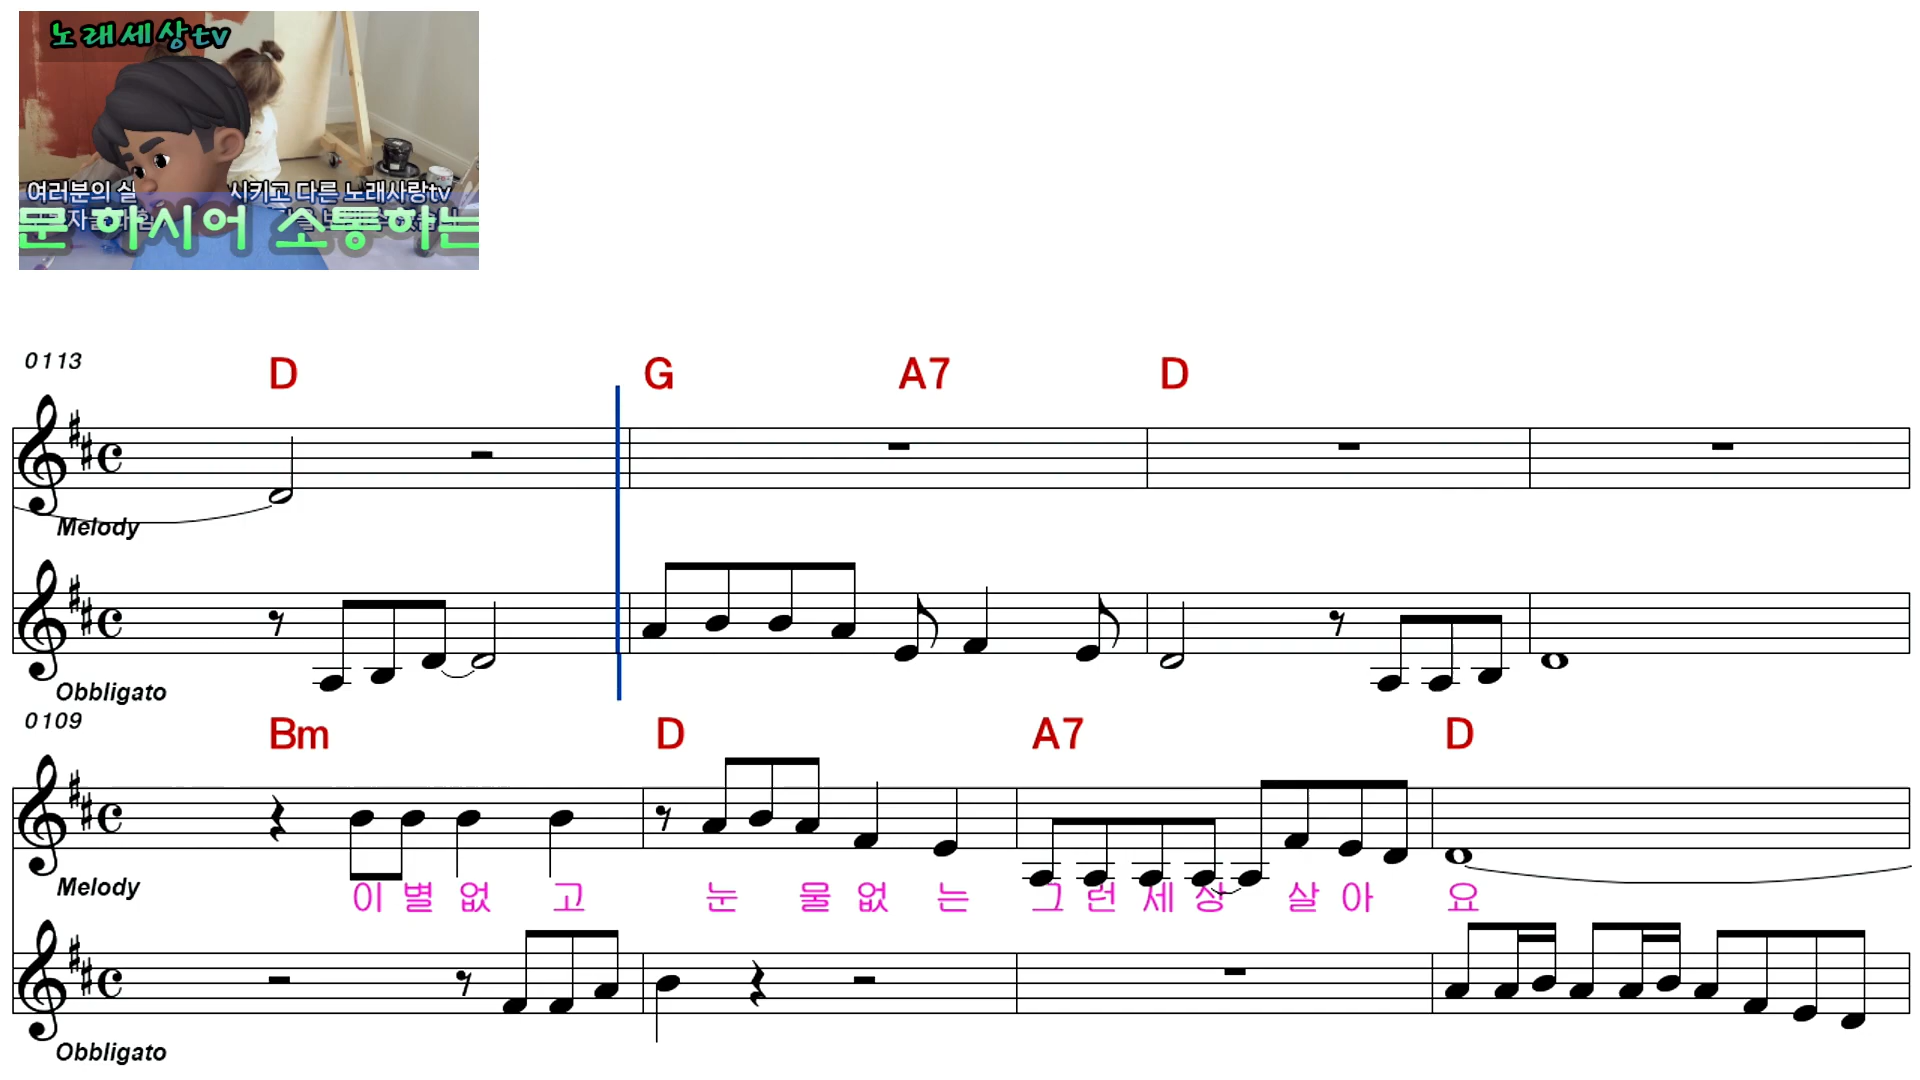 노래세상tv
여러분의 실 시키고 다른 노래사랑tv
문 하시어 소통하는
0113
D G A7 D
Melody
Obbligato
0109
Bm D A7 D
Melody
이 별 없 고 눈 물 없 는 그 런 세 상 살 아 요
Obbligato